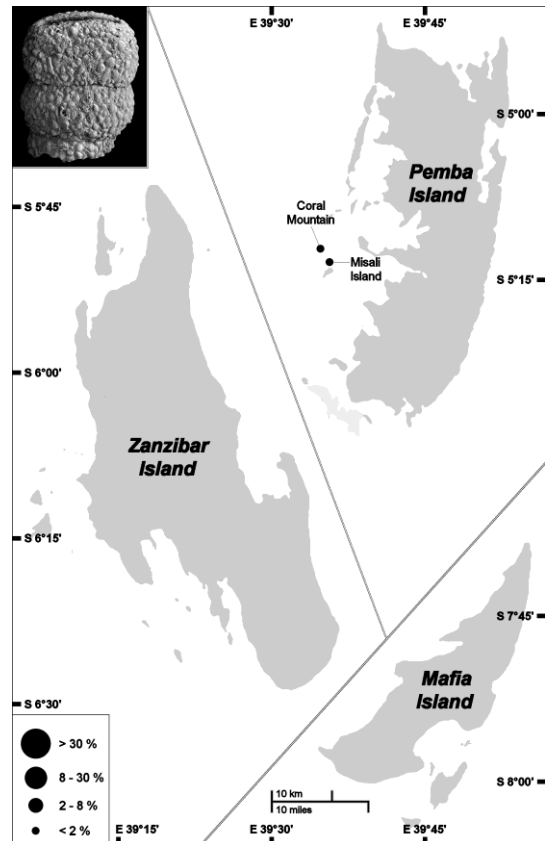 E 39°30'
E 39°45'
S 5°00'
Pemba
Island
S 5°45'
Coral
Mountain
Misali
Island
S 5°15'
S 6°00'
Zanzibar
Island
S 6°15'
S 7°45'
Mafia
Island
S 6°30'
> 30 %
8 - 30 %
2 - 8 %
< 2 %
S 8°00'
10 km
10 miles
E 39°15'
E 39°30'
E 39°45'